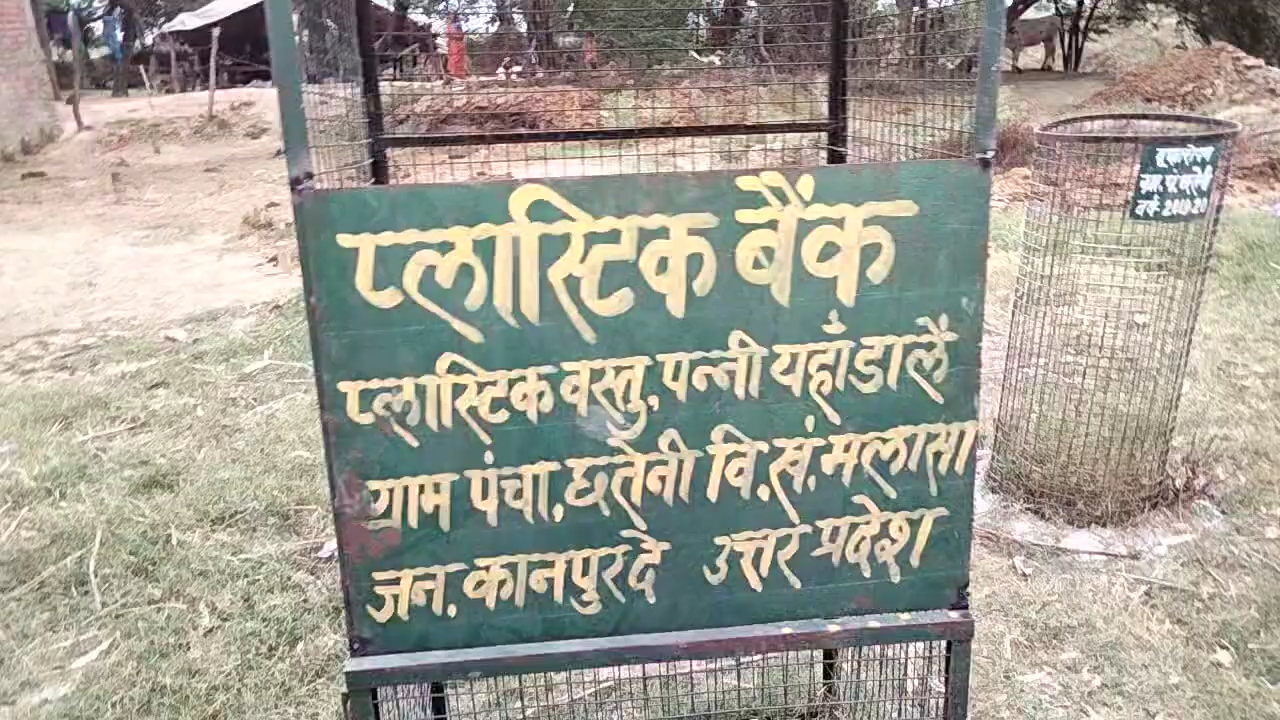 प्लास्टिक बैंक
प्लास्टिक वस्तु, पन्नी यहाँ डालें
ग्राम पंचा. छतेनी वि. खं. मलासा
जन. कानपुर दे उत्तर प्रदेश